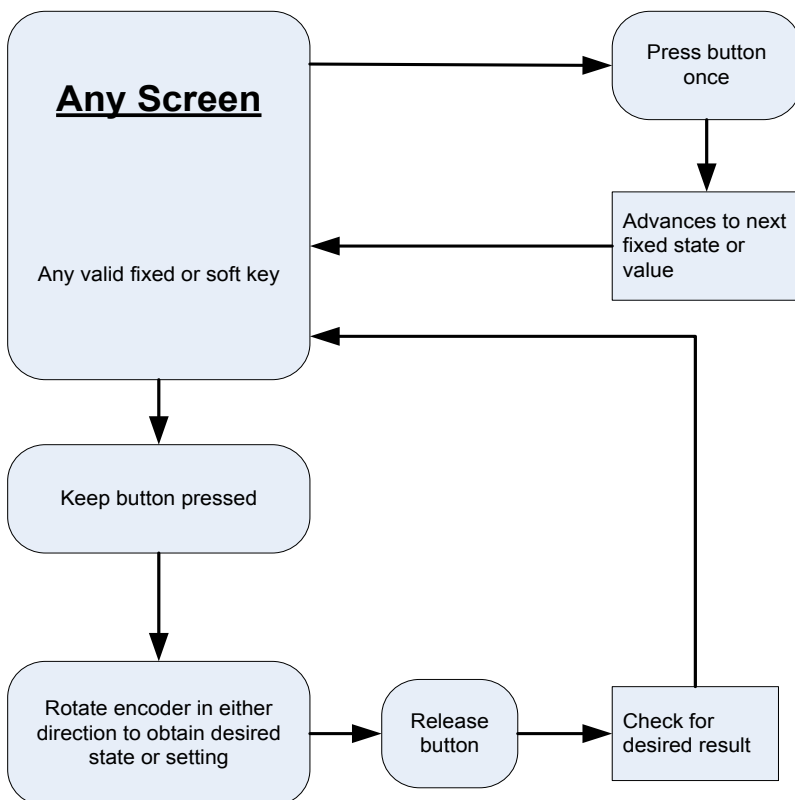 Any Screen
Any valid fixed or soft key
Press button
once
Advances to next
fixed state or
value
Keep button pressed
Rotate encoder in either
direction to obtain desired
state or setting
Release
button
Check for
desired result